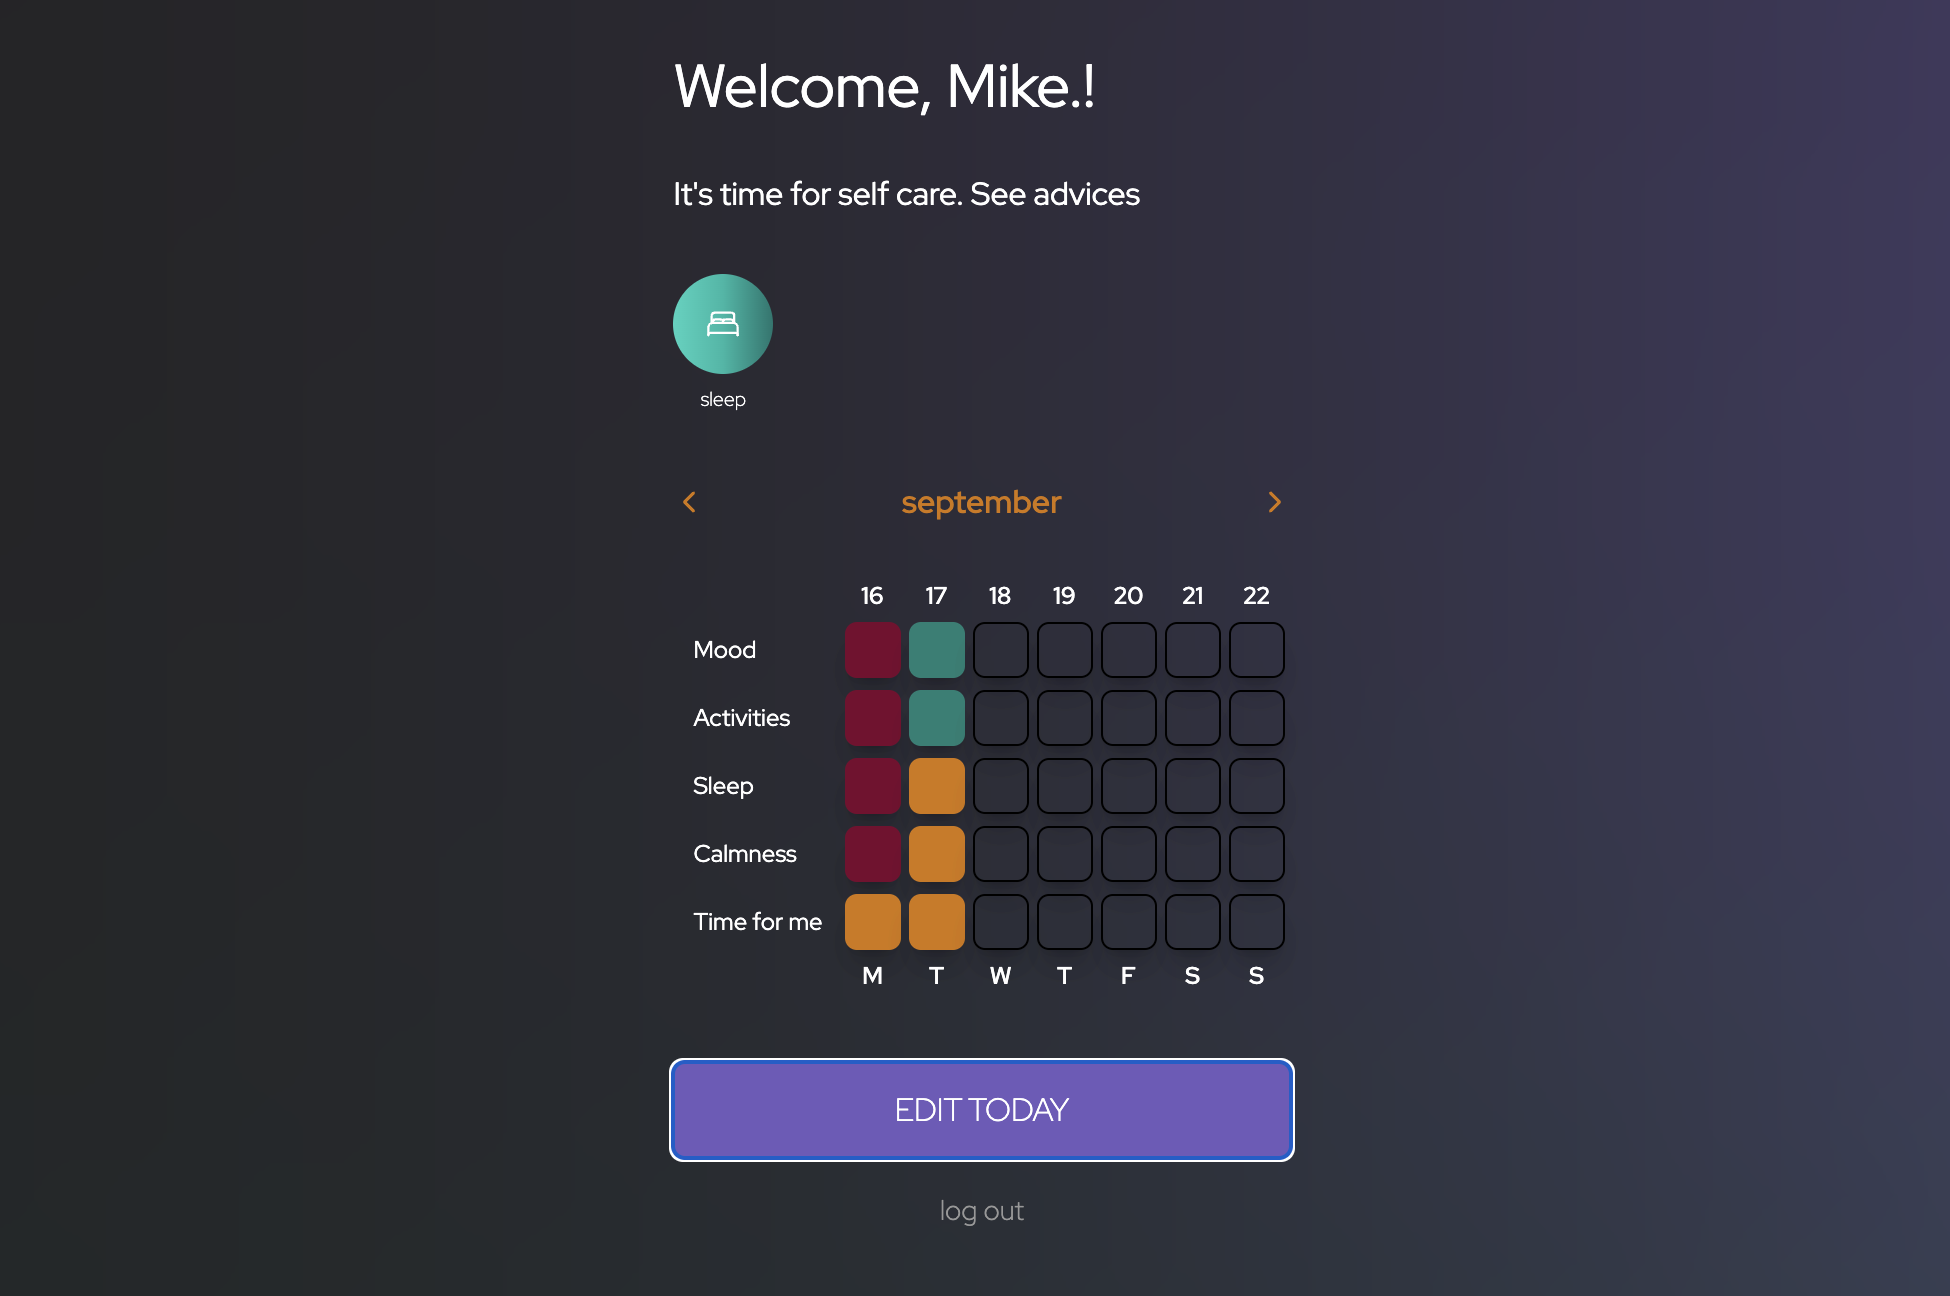 Welcome, Mike.!
It's time for self care. See advices
sleep
september
16 17 18 19 20 21 22
Mood
Activities
Sleep
Calmness
Time for me
M T W T F S S
EDIT TODAY
log out